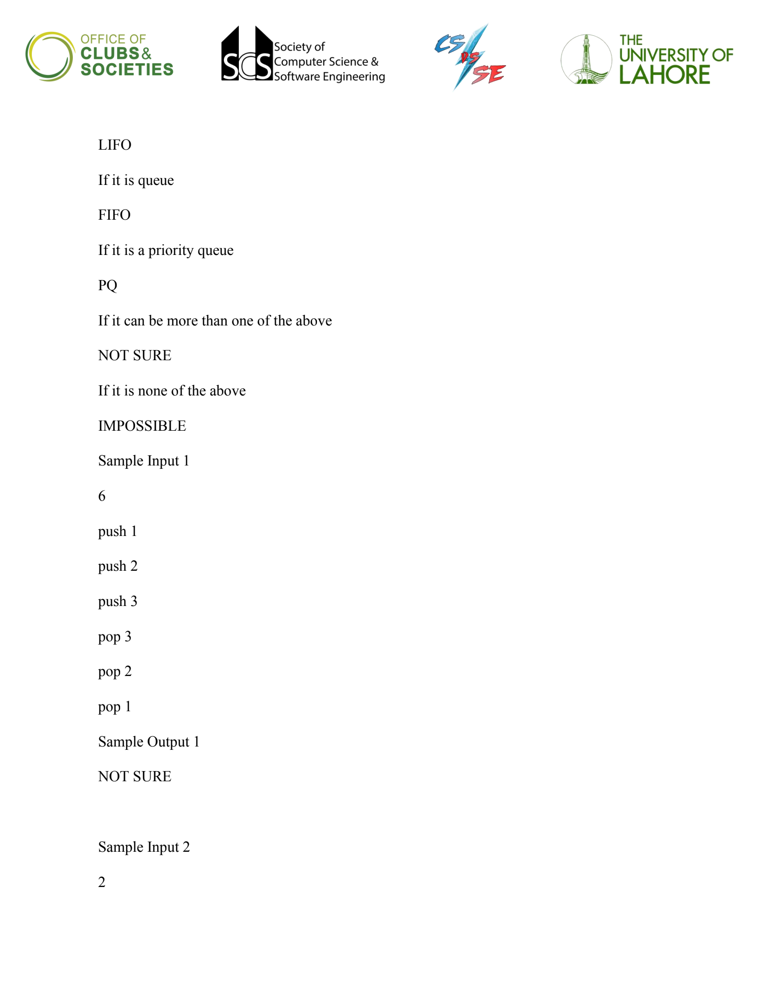 OFFICE OF
CLUBS&
SOCIETIES
SCS
Society of
Computer Science &
Software Engineering
CS
VS
SE
THE
UNIVERSITY OF
LAHORE
LIFO
If it is queue
FIFO
If it is a priority queue
PQ
If it can be more than one of the above
NOT SURE
If it is none of the above
IMPOSSIBLE
Sample Input 1
6
push 1
push 2
push 3
pop 3
pop 2
pop 1
Sample Output 1
NOT SURE
Sample Input 2
2